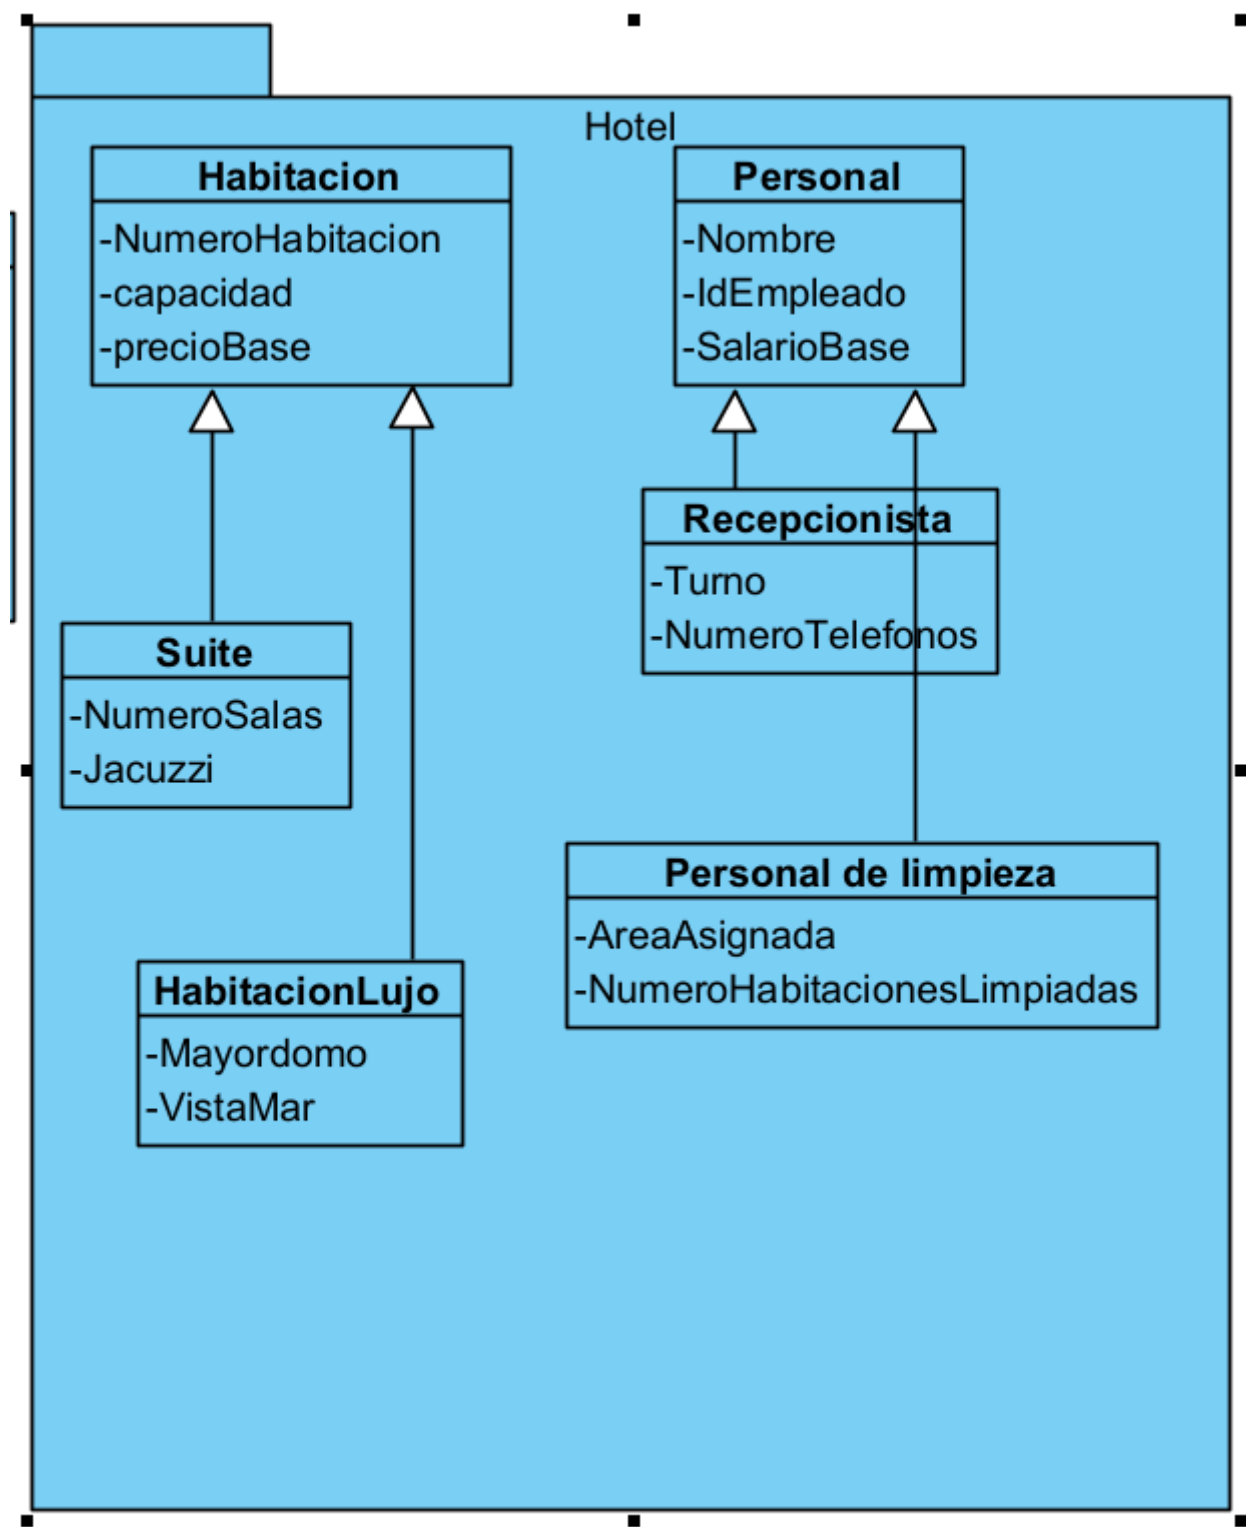 Hotel
Habitacion
-NumeroHabitacion
-capacidad
-precioBase
Personal
-Nombre
-IdEmpleado
-SalarioBase
Recepcionista
-Turno
-NumeroTelefonos
Suite
-NumeroSalas
-Jacuzzi
Personal de limpieza
-AreaAsignada
-NumeroHabitacionesLimpiadas
HabitacionLujo
-Mayordomo
-VistaMar